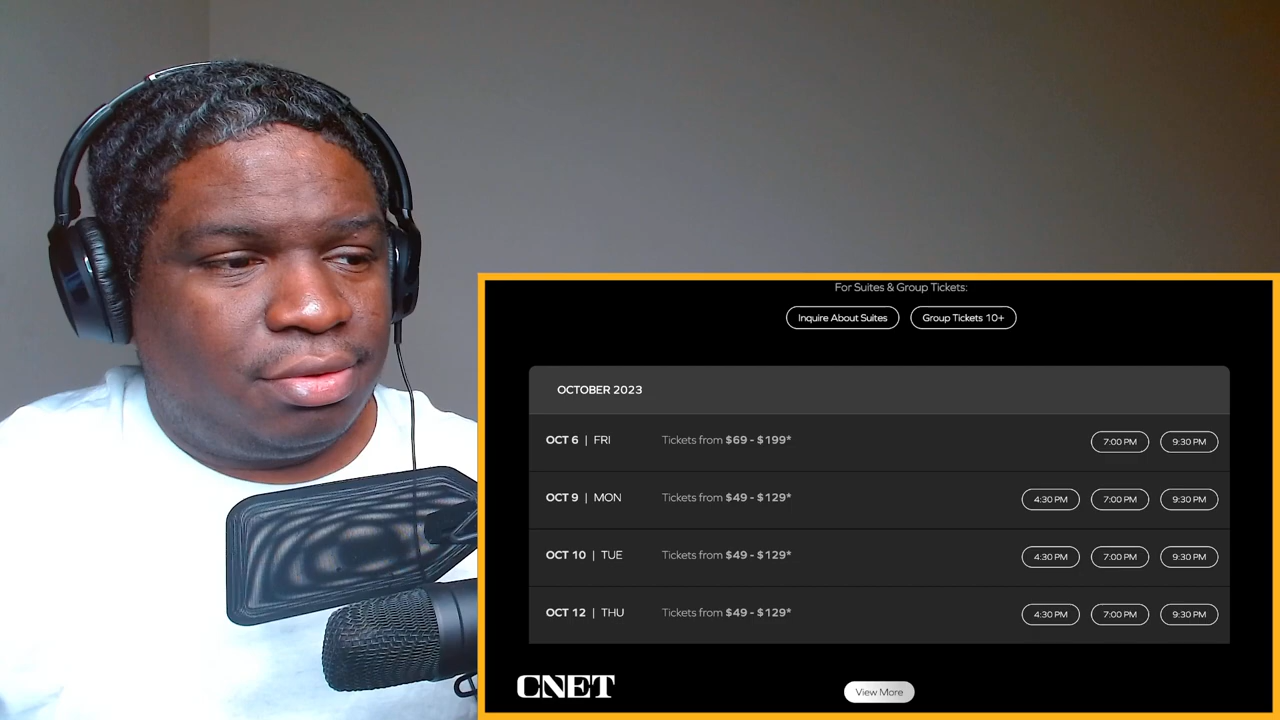 For Suites & Group Tickets:
Inquire About Suites Group Tickets 10+
OCTOBER 2023
OCT 6 | FRI Tickets from $69 - $199* 7:00 PM 9:30 PM
OCT 9 | MON Tickets from $49 - $129* 4:30 PM 7:00 PM 9:30 PM
OCT 10 | TUE Tickets from $49 - $129* 4:30 PM 7:00 PM 9:30 PM
OCT 12 | THU Tickets from $49 - $129* 4:30 PM 7:00 PM 9:30 PM
CNET View More